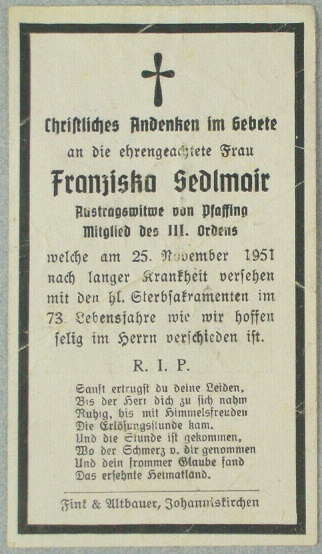 Christliches Andenken im Gebete
an die ehrengeachtete Frau
Franziska Sedlmair
Austragswitwe von Pfaffing
Mitglied des III. Ordens
welche am 25. November 1951
nach langer Krankheit versehen
mit den hl. Sterbsakramenten im
73. Lebensjahre wie wir hoffen
selig im Herrn verschieden ist.
R. I. P.
Sanft ertrugst du deine Leiden,
Bis der Herr dich zu sich nahm
Ruhig, bis mit Himmelsfreuden
Die Erlösungsstunde kam.
Und die Stunde ist gekommen,
Wo der Schmerz v. dir genommen
Und dein frommer Glaube fand
Das ersehnte Heimatland.
Fink & Altbauer, Johanniskirchen